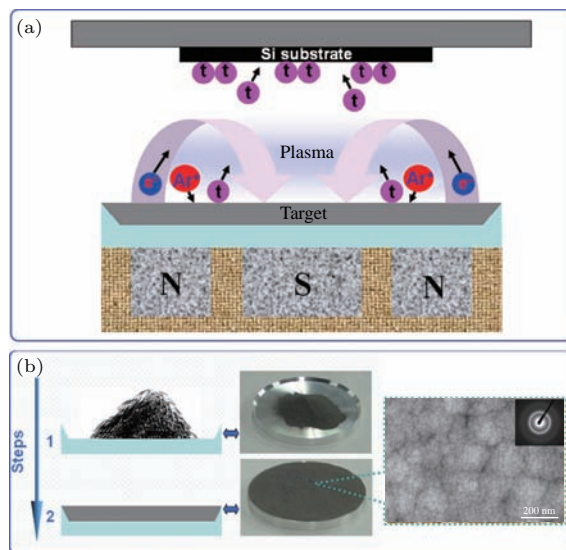 (a)
Si substrate
t t t t t t
t t
Plasma
e⁻ Ar⁺ t t Ar⁺ e⁻
Target
N S N
(b)
Steps
1
2
200 nm